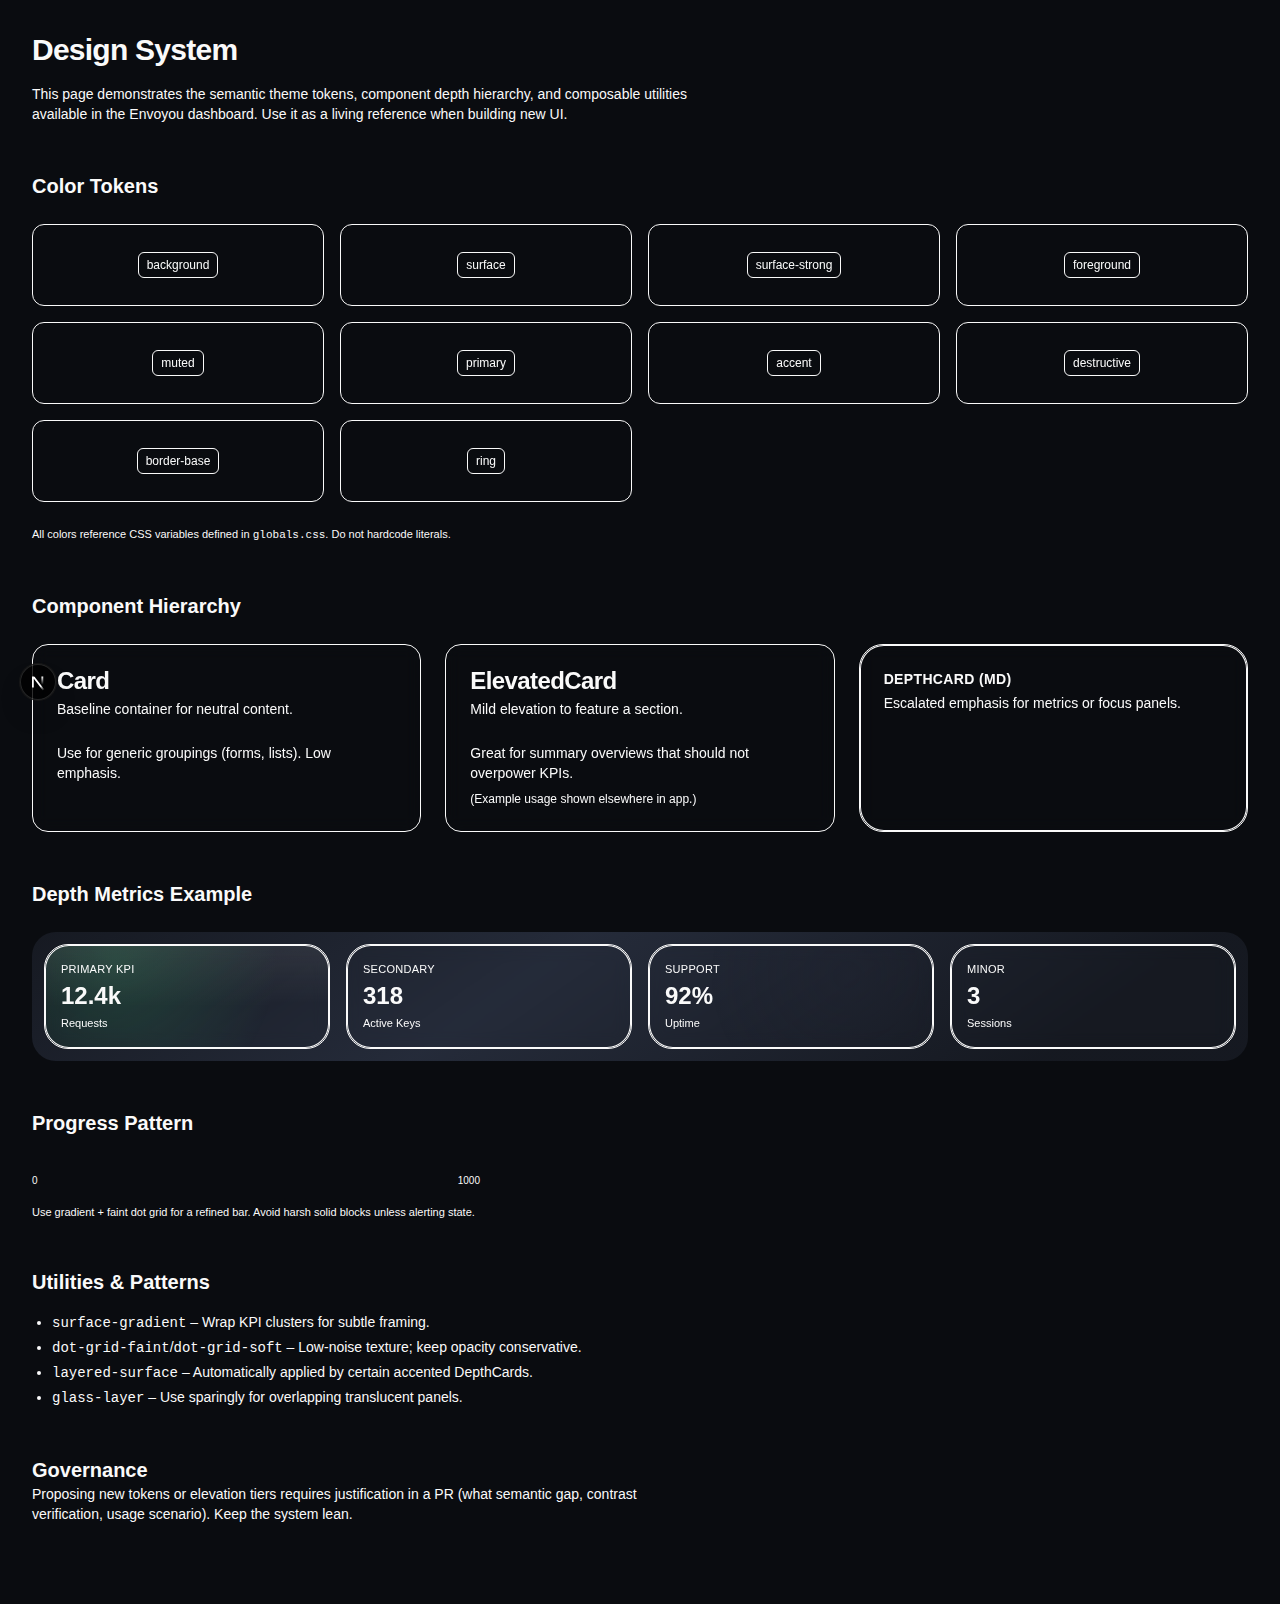 Design System
This page demonstrates the semantic theme tokens, component depth hierarchy, and composable utilities
available in the Envoyou dashboard. Use it as a living reference when building new UI.
Color Tokens
background
surface
surface-strong
foreground
muted
primary
accent
destructive
border-base
ring
All colors reference CSS variables defined in globals.css. Do not hardcode literals.
Component Hierarchy
N
Card
Baseline container for neutral content.
Use for generic groupings (forms, lists). Low
emphasis.
ElevatedCard
Mild elevation to feature a section.
Great for summary overviews that should not
overpower KPIs.
(Example usage shown elsewhere in app.)
DEPTHCARD (MD)
Escalated emphasis for metrics or focus panels.
Depth Metrics Example
PRIMARY KPI
12.4k
Requests
SECONDARY
318
Active Keys
SUPPORT
92%
Uptime
MINOR
3
Sessions
Progress Pattern
0
1000
Use gradient + faint dot grid for a refined bar. Avoid harsh solid blocks unless alerting state.
Utilities & Patterns
• surface-gradient – Wrap KPI clusters for subtle framing.
• dot-grid-faint/dot-grid-soft – Low-noise texture; keep opacity conservative.
• layered-surface – Automatically applied by certain accented DepthCards.
• glass-layer – Use sparingly for overlapping translucent panels.
Governance
Proposing new tokens or elevation tiers requires justification in a PR (what semantic gap, contrast
verification, usage scenario). Keep the system lean.